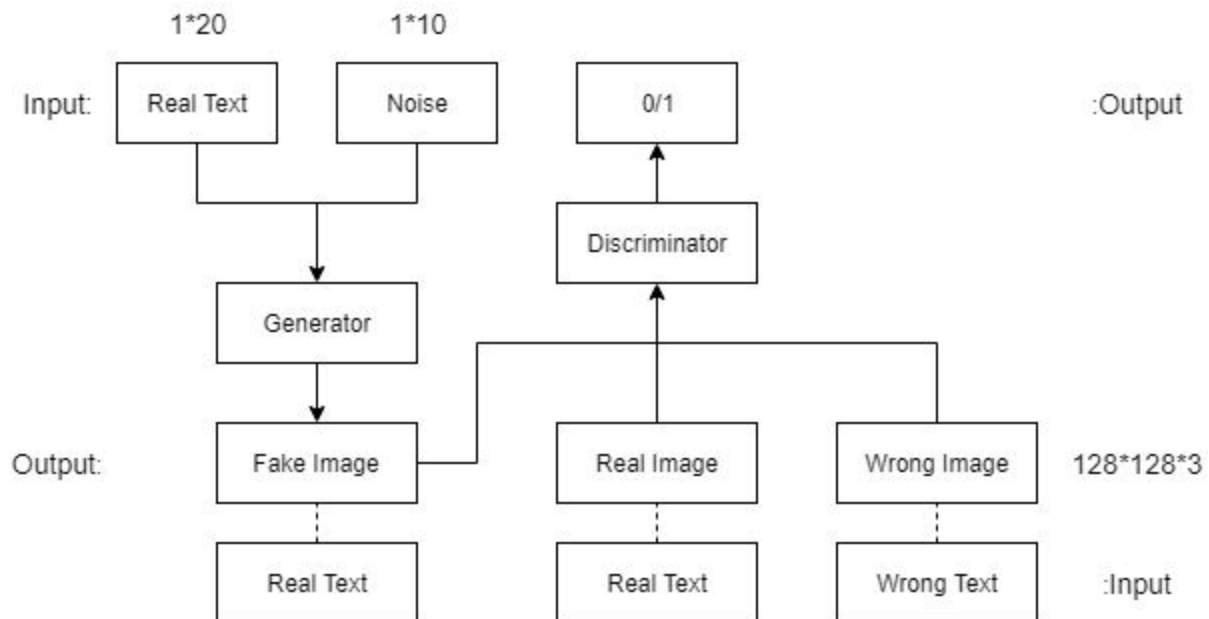 1*20 1*10
Input: Real Text Noise 0/1 :Output
Discriminator
Generator
Output: Fake Image Real Image Wrong Image 128*128*3
Real Text Real Text Wrong Text :Input